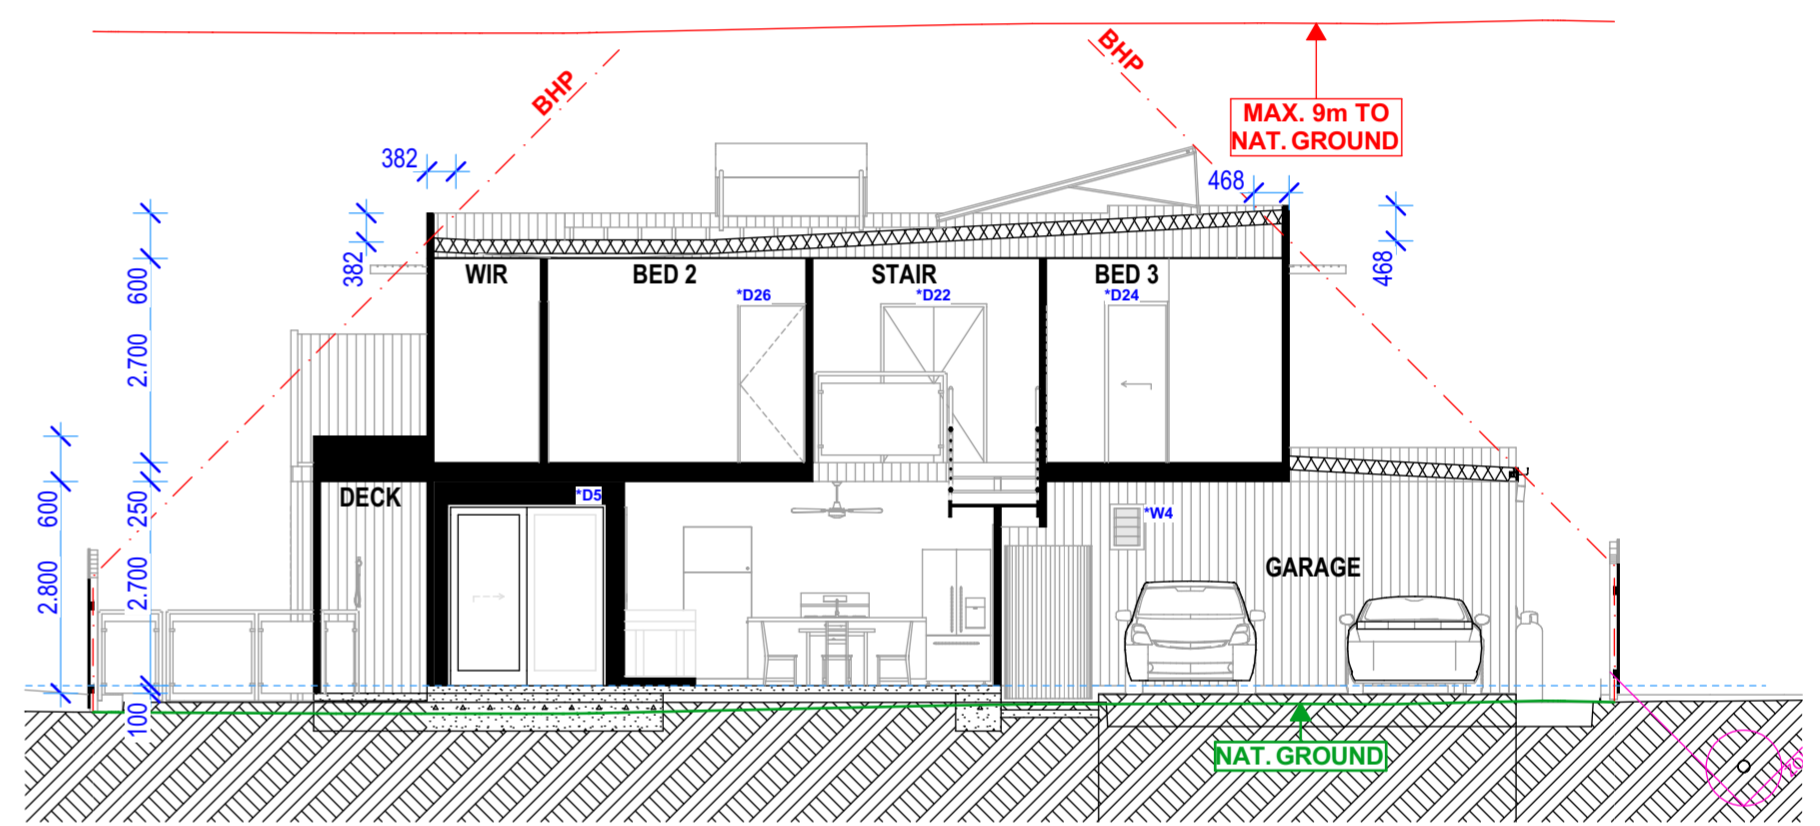 BHP
BHP
MAX. 9m TO
NAT. GROUND
382
468
382
600
468
WIR
BED 2
STAIR
BED 3
*D26
*D22
*D24
2.700
DECK
*D5
600
250
*W4
GARAGE
2.800
2.700
100
NAT. GROUND